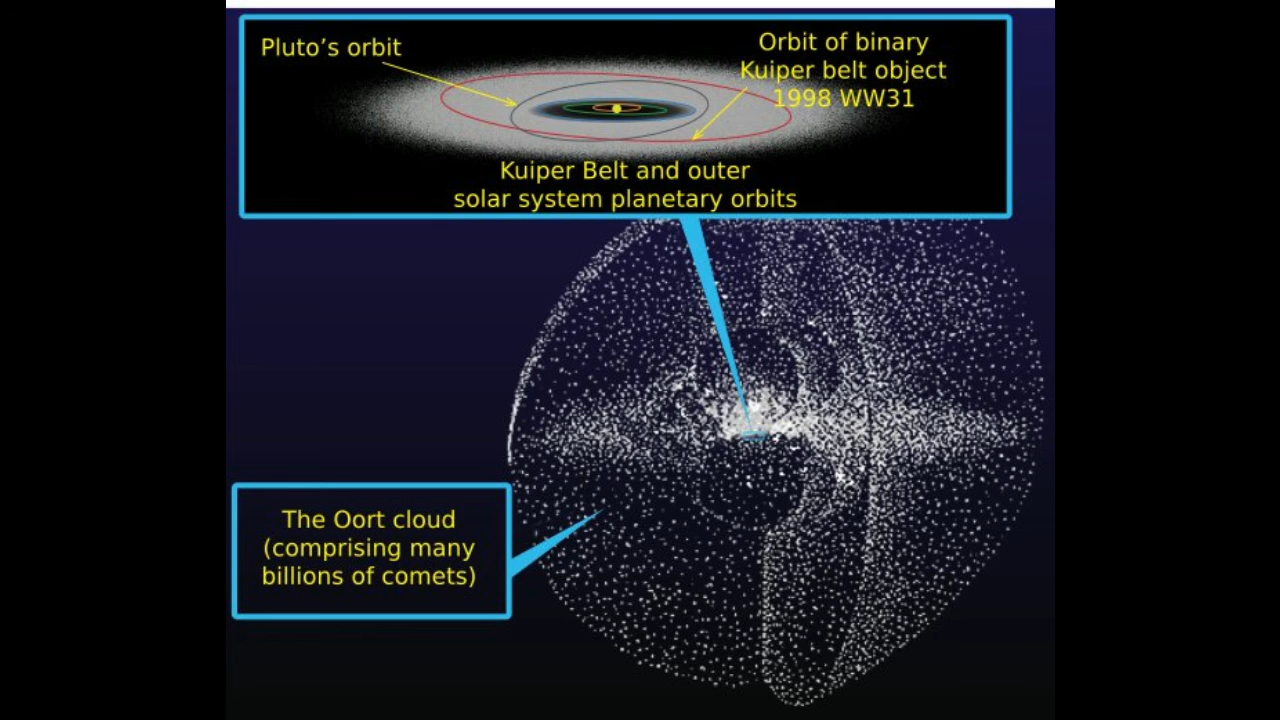 Pluto’s orbit
Orbit of binary
Kuiper belt object
1998 WW31
Kuiper Belt and outer
solar system planetary orbits
The Oort cloud
(comprising many
billions of comets)